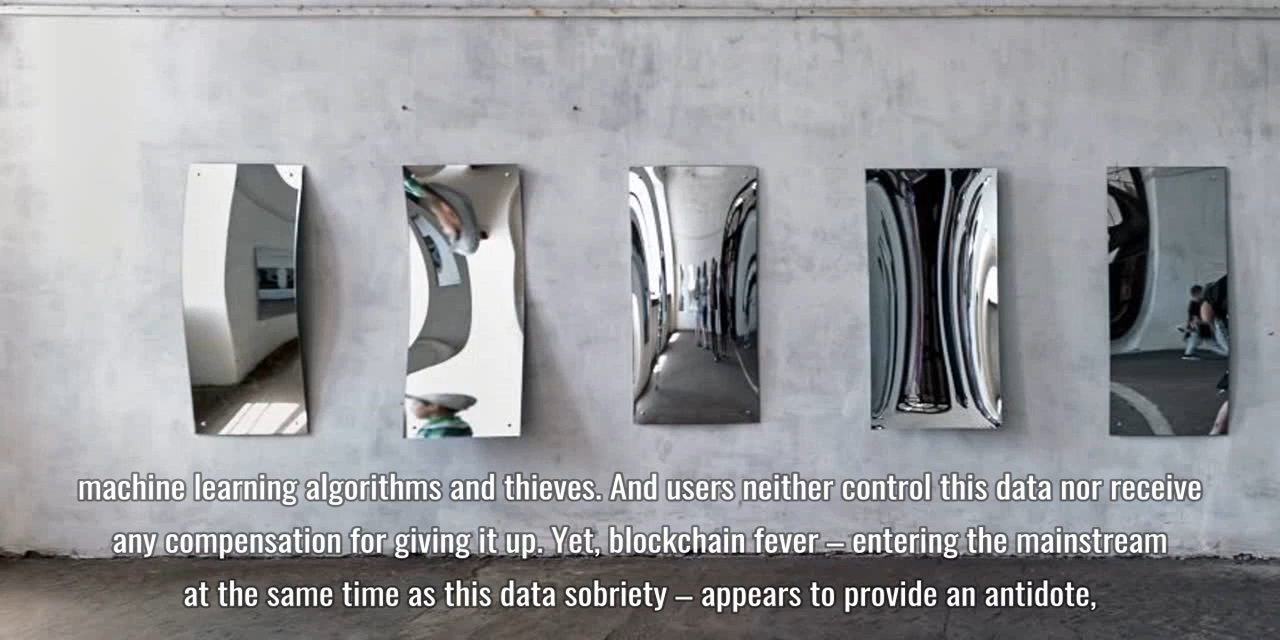 machine learning algorithms and thieves. And users neither control this data nor receive
any compensation for giving it up. Yet, blockchain fever – entering the mainstream
at the same time as this data sobriety – appears to provide an antidote,